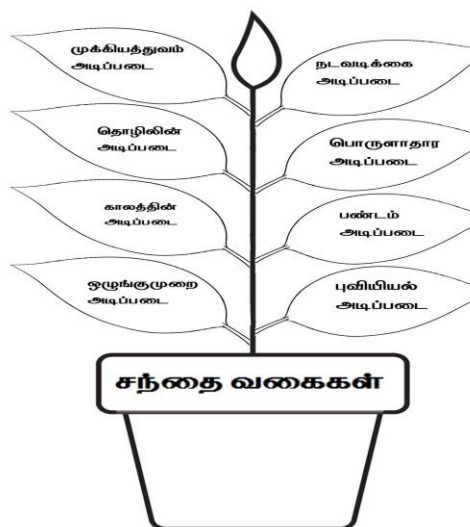 முக்கியத்துவம்
அடிப்படை
நடவடிக்கை
அடிப்படை
தொழிலின்
அடிப்படை
பொருளாதார
அடிப்படை
காலத்தின்
அடிப்படை
பண்டம்
அடிப்படை
ஒழுங்குமுறை
அடிப்படை
புவியியல்
அடிப்படை
சந்தை வகைகள்